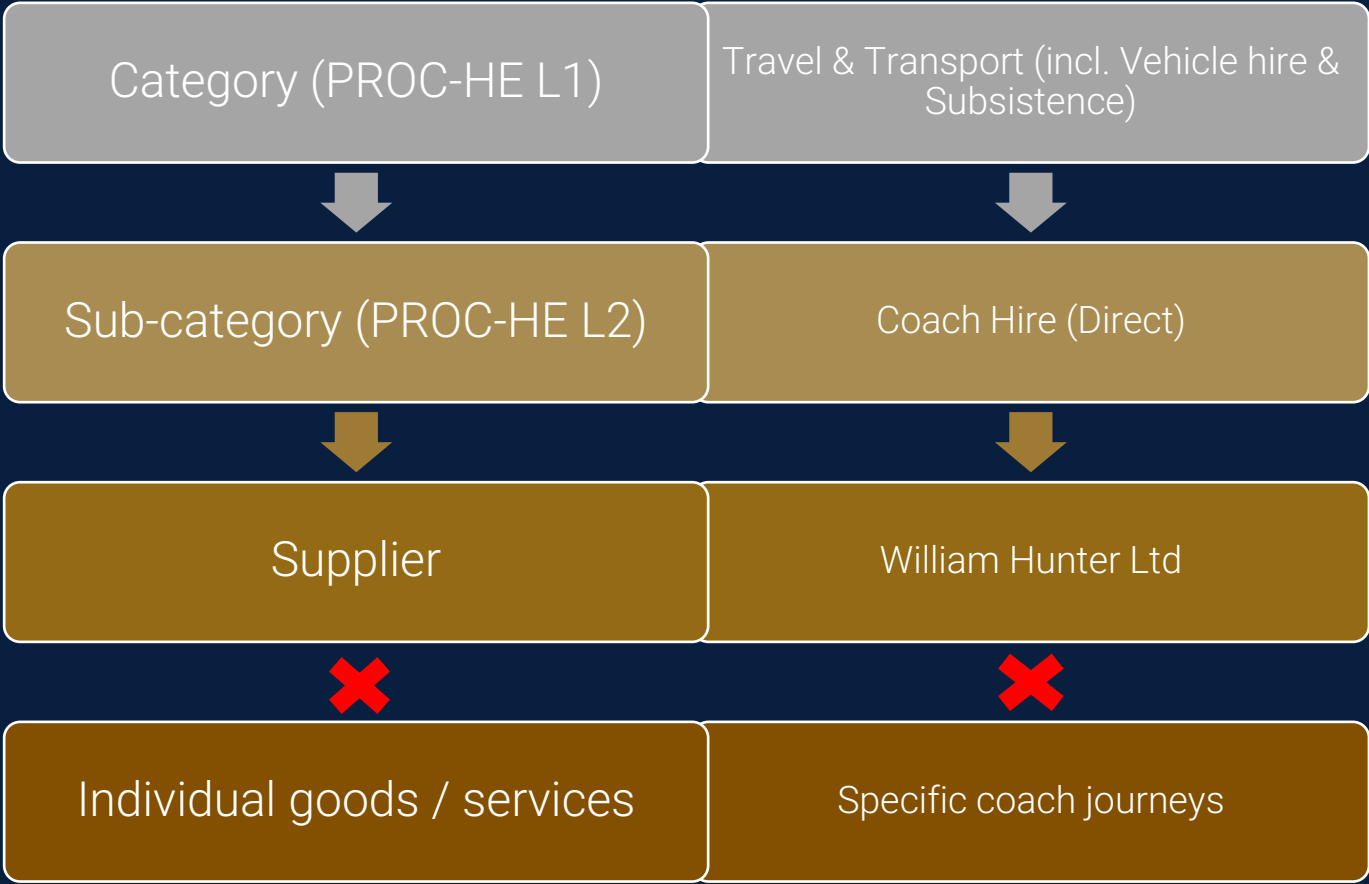 Category (PROC-HE L1)
Travel & Transport (incl. Vehicle hire &
Subsistence)
Sub-category (PROC-HE L2)
Coach Hire (Direct)
Supplier
William Hunter Ltd
Individual goods / services
Specific coach journeys